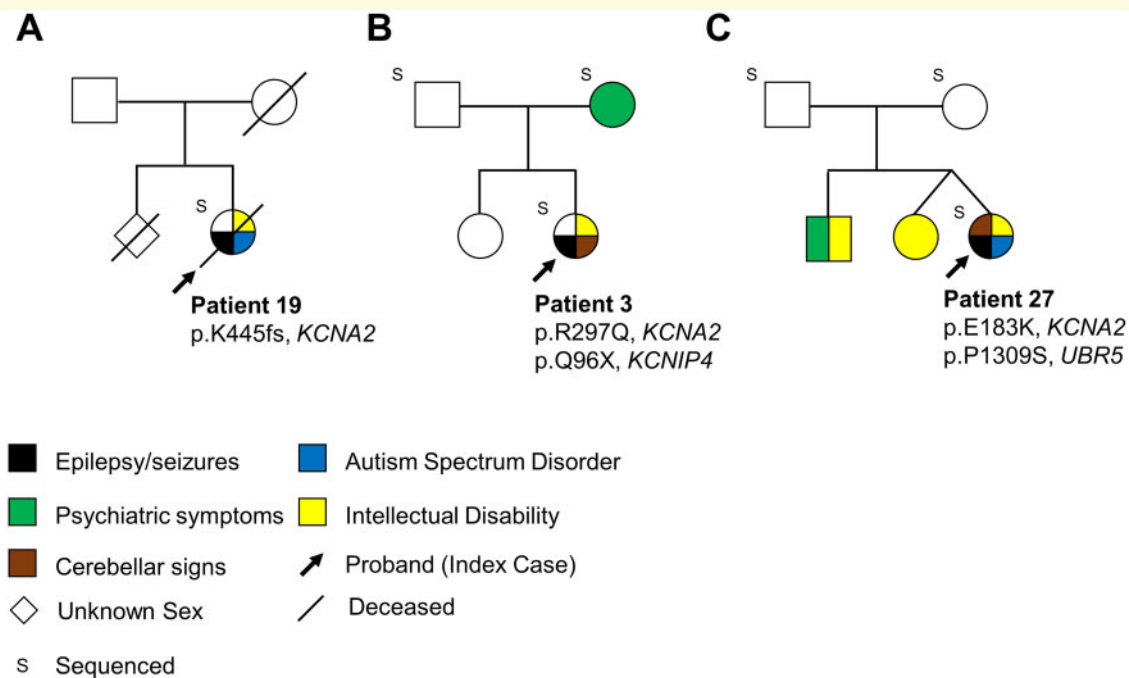 A
B
C
S
S
S
S
S
S
S
Patient 19
p.K445fs, KCNA2
Patient 3
p.R297Q, KCNA2
p.Q96X, KCNIP4
Patient 27
p.E183K, KCNA2
p.P1309S, UBR5
Epilepsy/seizures
Autism Spectrum Disorder
Psychiatric symptoms
Intellectual Disability
Cerebellar signs
Proband (Index Case)
Unknown Sex
Deceased
S Sequenced